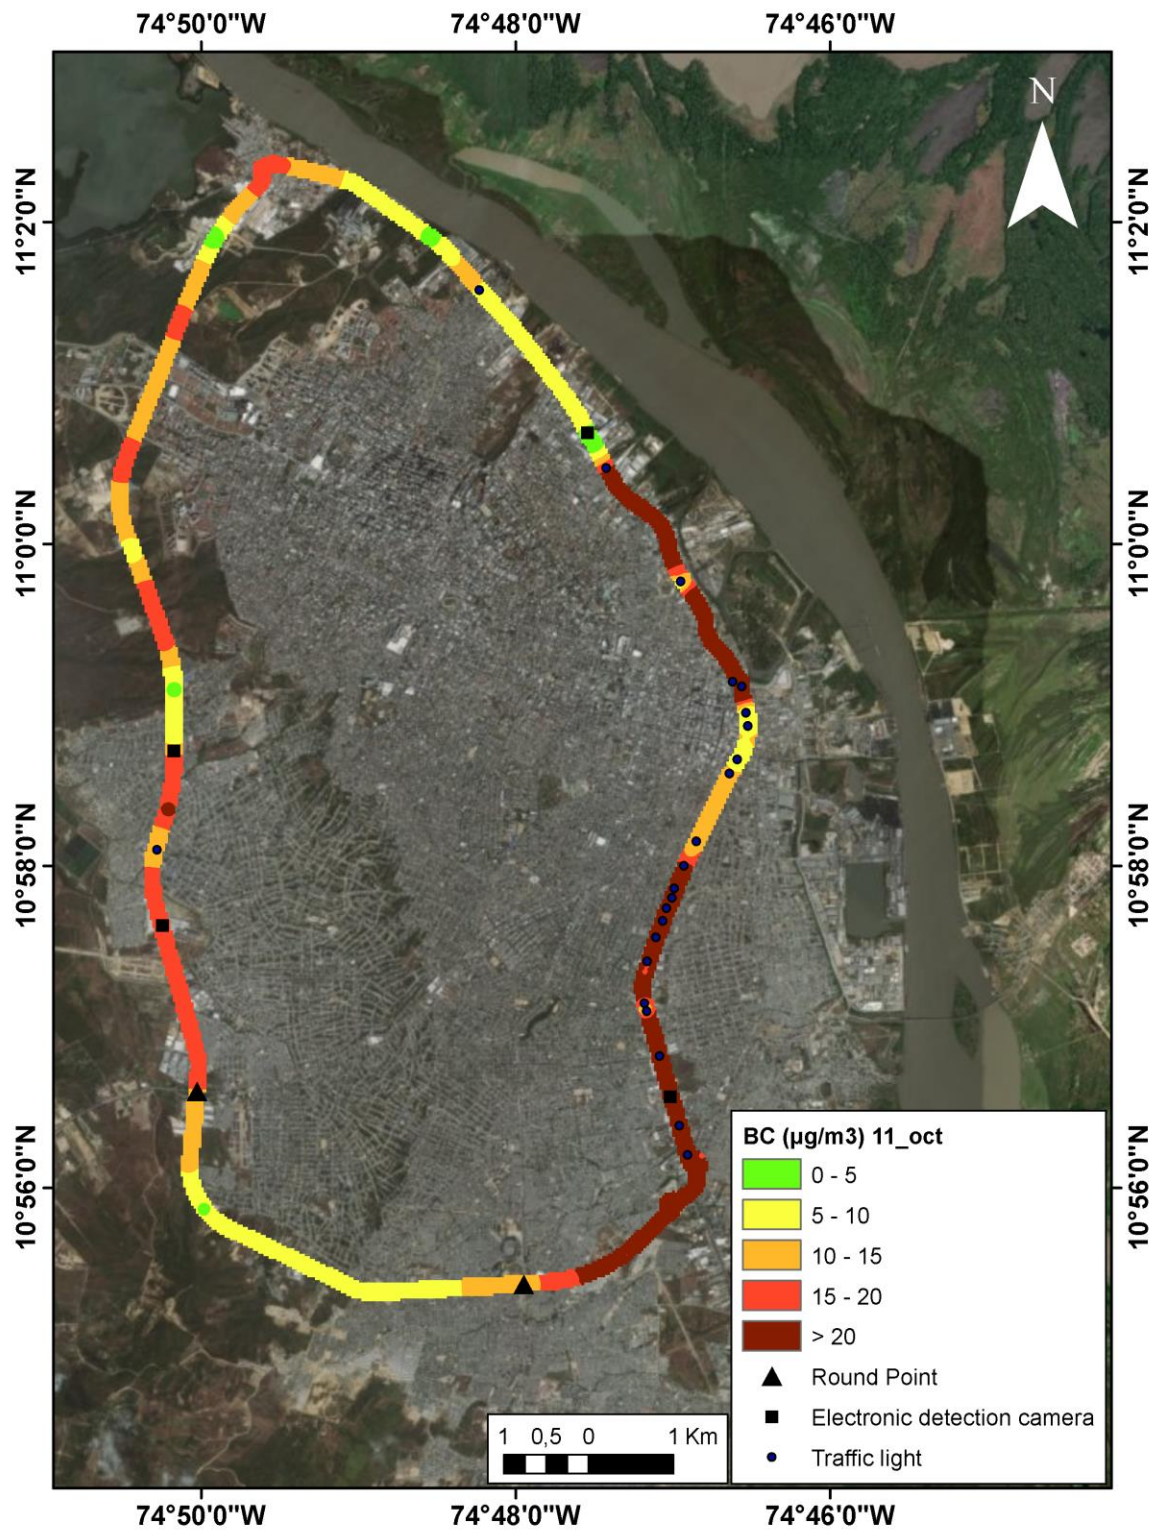 74°50'0"W 74°48'0"W 74°46'0"W
N
11°2'0"N 11°2'0"N
11°0'0"N 11°0'0"N
10°58'0"N 10°58'0"N
10°56'0"N 10°56'0"N
BC (µg/m3) 11_oct
0 - 5
5 - 10
10 - 15
15 - 20
> 20
Round Point
Electronic detection camera
Traffic light
1 0,5 0 1 Km
74°50'0"W 74°48'0"W 74°46'0"W